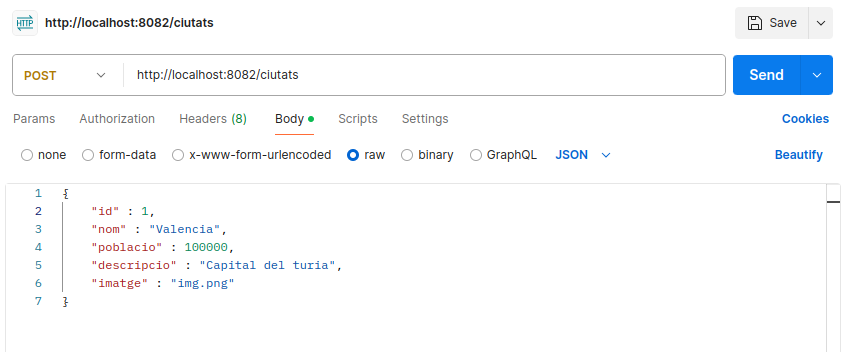 HTTP http://localhost:8082/ciutats Save
POST http://localhost:8082/ciutats Send
Params Authorization Headers (8) Body Scripts Settings Cookies
none form-data x-www-form-urlencoded raw binary GraphQL JSON Beautify
1 {
2 "id" : 1,
3 "nom" : "Valencia",
4 "poblacio" : 100000,
5 "descripcio" : "Capital del turia",
6 "imatge" : "img.png"
7 }